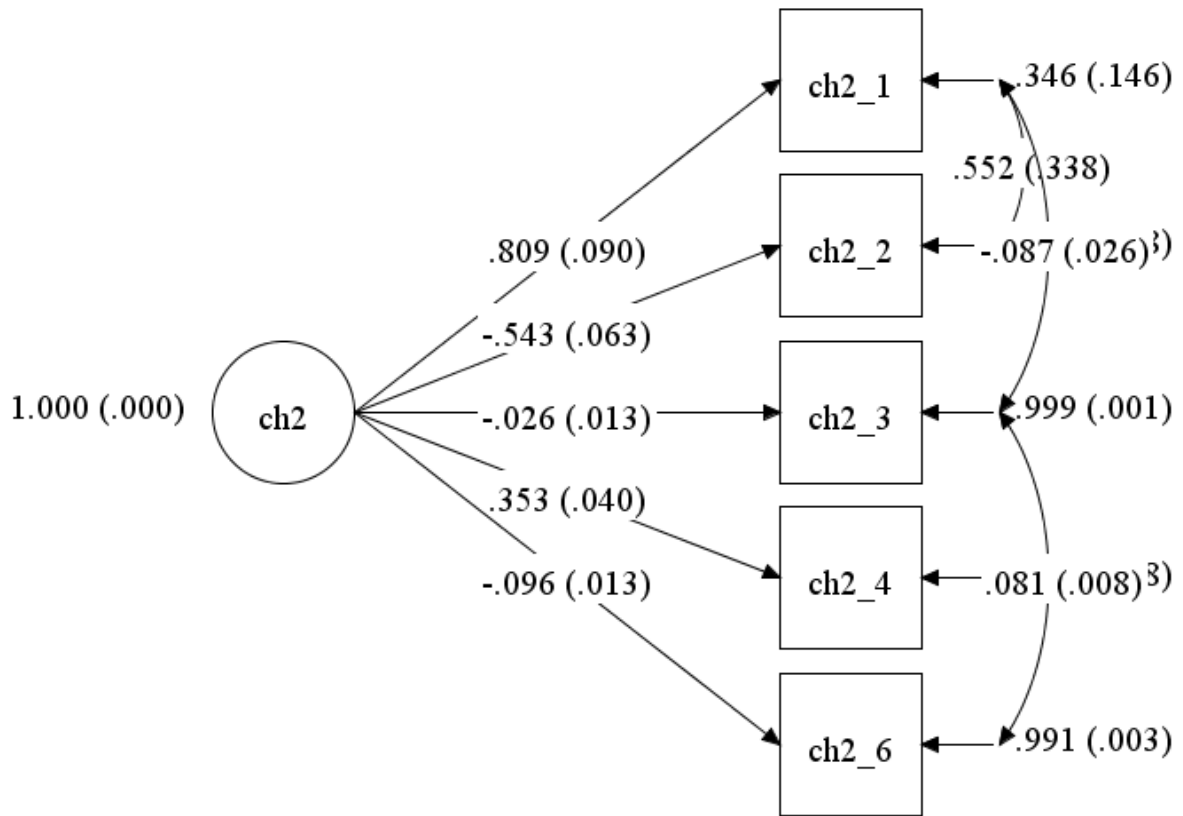 ch2_1
.346 (.146)
.552 (.338)
.809 (.090)
ch2_2
-.087 (.026)
-.543 (.063)
1.000 (.000)
ch2
-.026 (.013)
ch2_3
.999 (.001)
.353 (.040)
ch2_4
.081 (.008)
-.096 (.013)
ch2_6
.991 (.003)